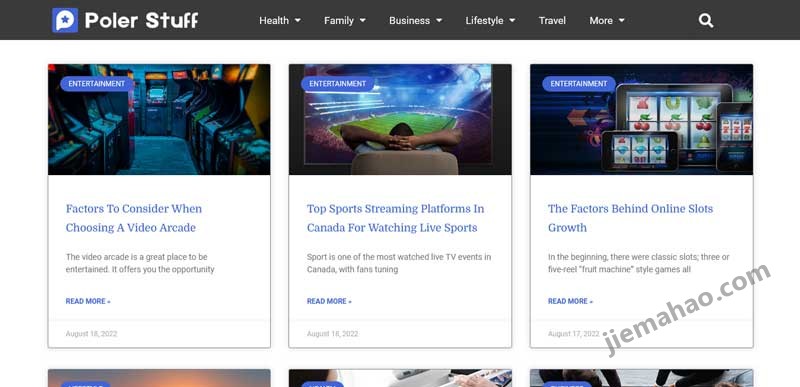 Poler Stuff
Health Family Business Lifestyle Travel More
ENTERTAINMENT
Factors To Consider When
Choosing A Video Arcade
The video arcade is a great place to be
entertained. It offers you the opportunity
READ MORE »
August 18, 2022
ENTERTAINMENT
Top Sports Streaming Platforms In
Canada For Watching Live Sports
Sport is one of the most watched live TV events in
Canada, with fans tuning
READ MORE »
August 18, 2022
ENTERTAINMENT
The Factors Behind Online Slots
Growth
In the beginning, there were classic slots; three or
five-reel "fruit machine" style games all
READ MORE »
August 17, 2022
jiemahao.com